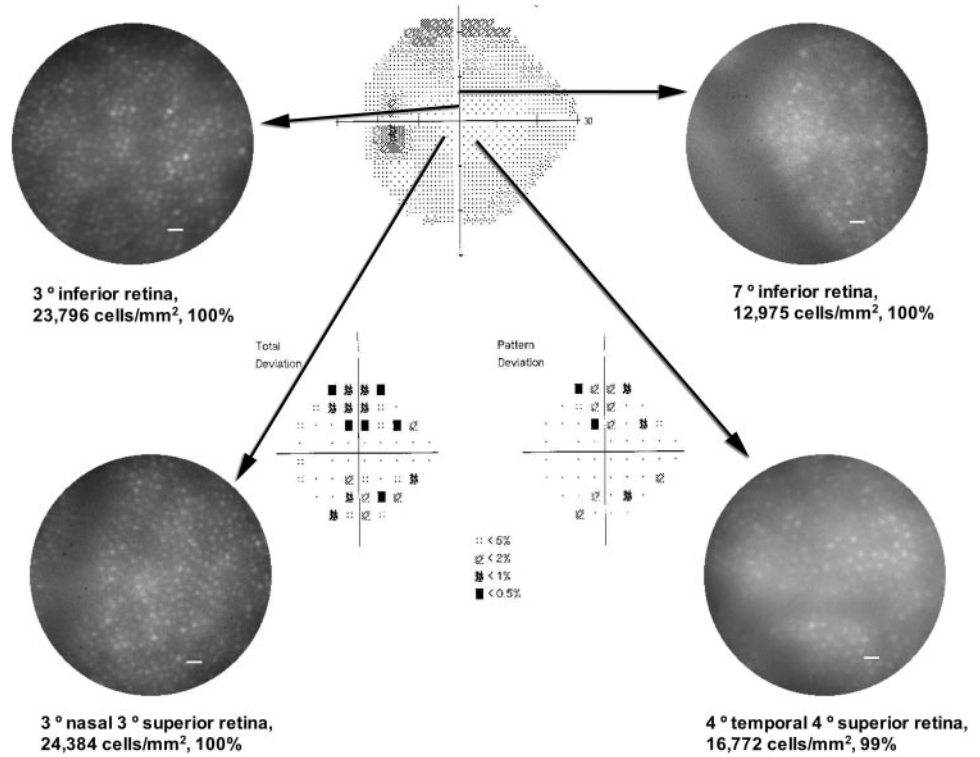 30
3 º inferior retina,
23,796 cells/mm², 100%
7 º inferior retina,
12,975 cells/mm², 100%
Total
Deviation
Pattern
Deviation
:: < 5%
< 2%
< 1%
■ < 0.5%
3 º nasal 3 º superior retina,
24,384 cells/mm², 100%
4 º temporal 4 º superior retina,
16,772 cells/mm², 99%